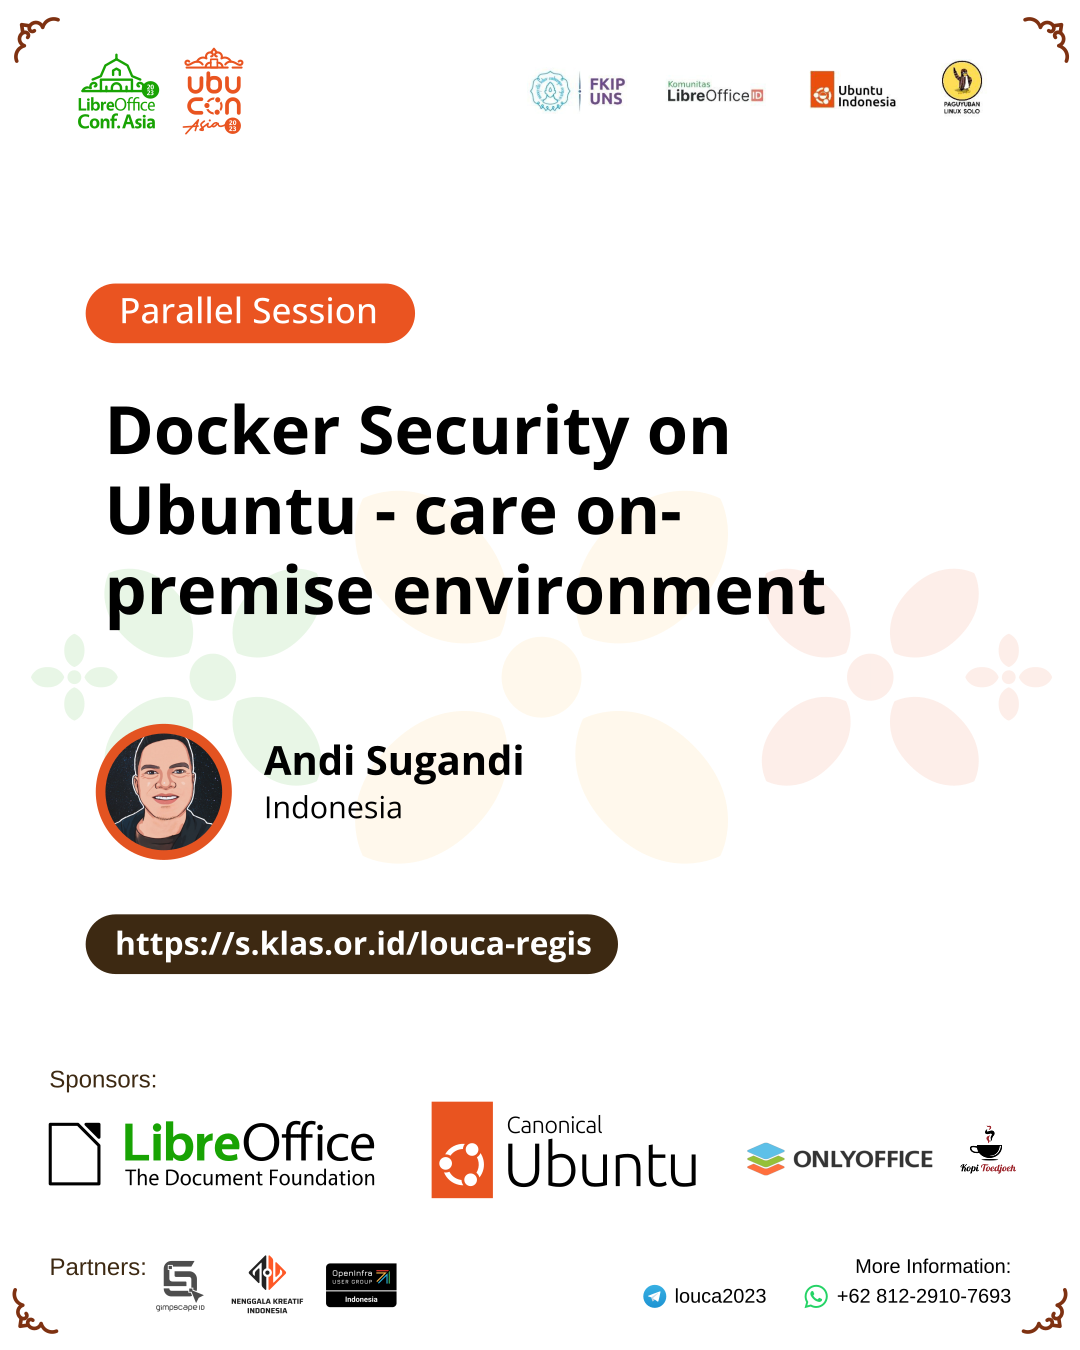 LibreOffice
Conf. Asia
2023
ubu
con
Asia
2023
FKIP
UNS
Komunitas
LibreOffice ID
Ubuntu
Indonesia
PAGUYUBAN
LINUX SOLO
Parallel Session
Docker Security on
Ubuntu - care on-
premise environment
Andi Sugandi
Indonesia
https://s.klas.or.id/louca-regis
Sponsors:
LibreOffice
The Document Foundation
Canonical
Ubuntu
ONLYOFFICE
Kopi Toedjoeh
Partners:
gimpscape ID
NENGGALA KREATIF
INDONESIA
OpenInfra
USER GROUP
Indonesia
More Information:
louca2023
+62 812-2910-7693